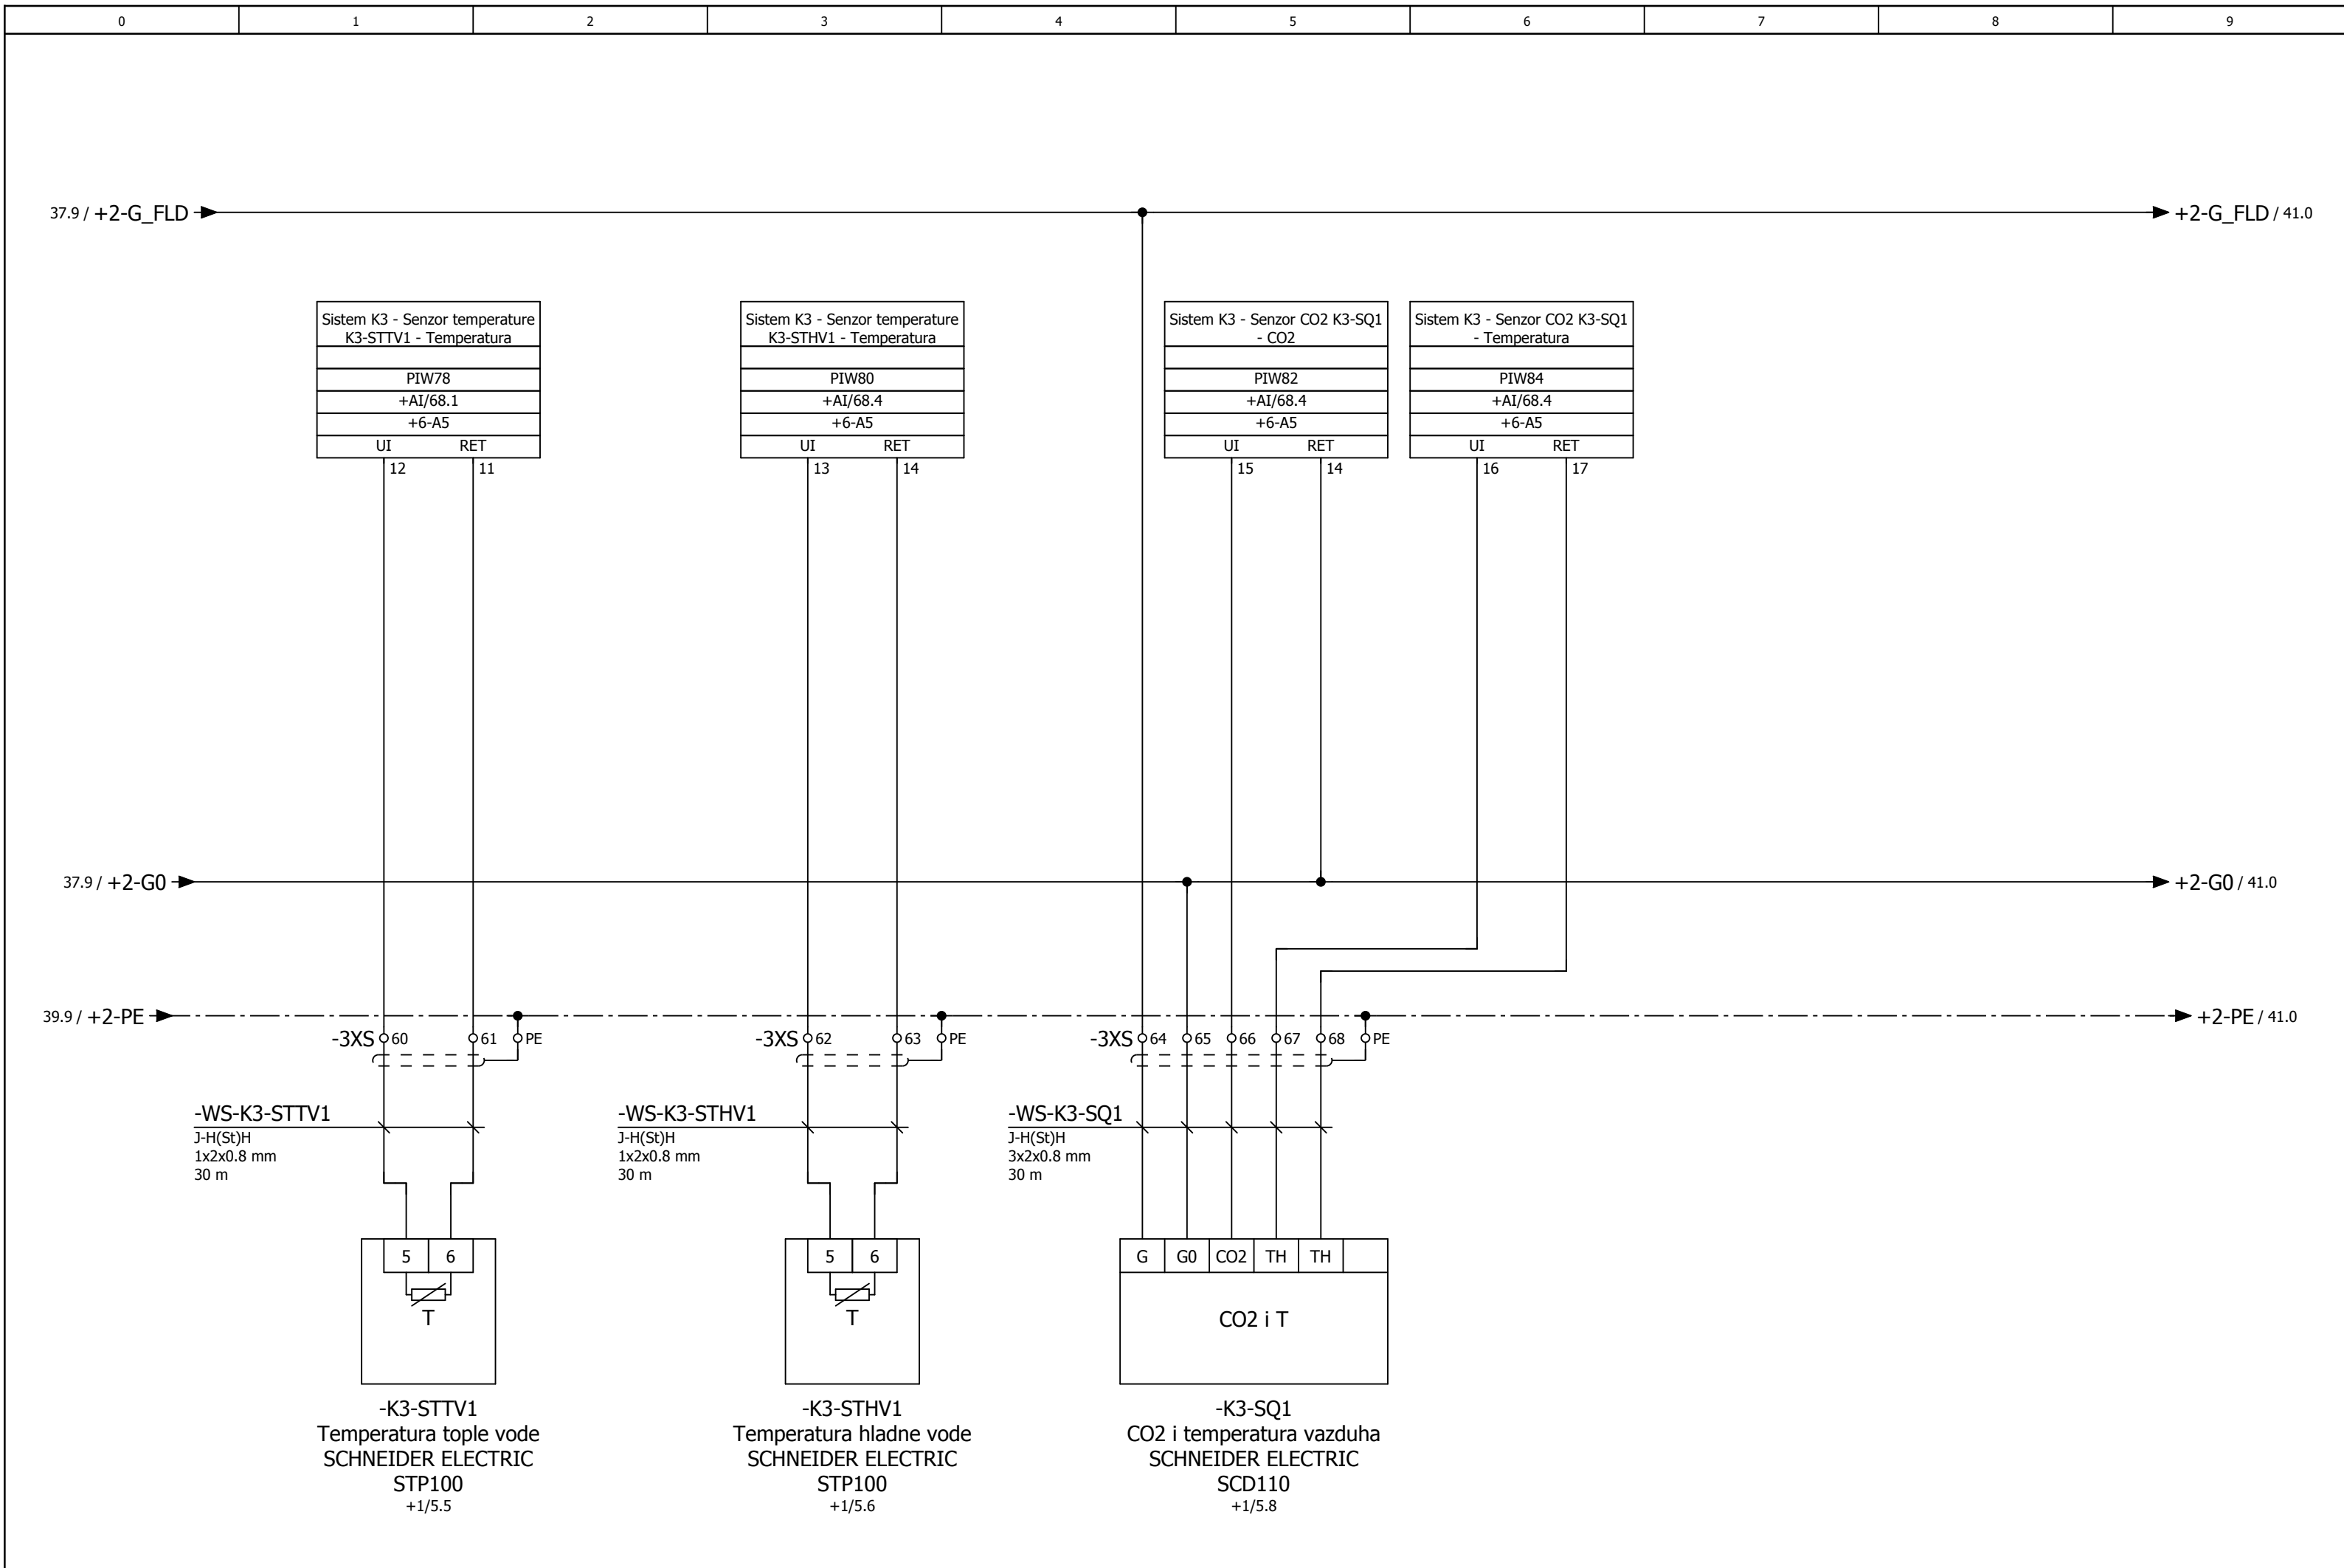 0 1 2 3 4 5 6 7 8 9
37.9 / +2-G_FLD
+2-G_FLD / 41.0
Sistem K3 - Senzor temperature
K3-STTV1 - Temperatura
PIW78
+AI/68.1
+6-A5
UI RET
12 11
Sistem K3 - Senzor temperature
K3-STHV1 - Temperatura
PIW80
+AI/68.4
+6-A5
UI RET
13 14
Sistem K3 - Senzor CO2 K3-SQ1
- CO2
PIW82
+AI/68.4
+6-A5
UI RET
15 14
Sistem K3 - Senzor CO2 K3-SQ1
- Temperatura
PIW84
+AI/68.4
+6-A5
UI RET
16 17
37.9 / +2-G0
+2-G0 / 41.0
39.9 / +2-PE
+2-PE / 41.0
-3XS 60 61 PE
-3XS 62 63 PE
-3XS 64 65 66 67 68 PE
-WS-K3-STTV1
J-H(St)H
1x2x0.8 mm
30 m
-WS-K3-STHV1
J-H(St)H
1x2x0.8 mm
30 m
-WS-K3-SQ1
J-H(St)H
3x2x0.8 mm
30 m
5 6
T
5 6
T
G G0 CO2 TH TH
CO2 i T
-K3-STTV1
Temperatura tople vode
SCHNEIDER ELECTRIC
STP100
+1/5.5
-K3-STHV1
Temperatura hladne vode
SCHNEIDER ELECTRIC
STP100
+1/5.6
-K3-SQ1
CO2 i temperatura vazduha
SCHNEIDER ELECTRIC
SCD110
+1/5.8